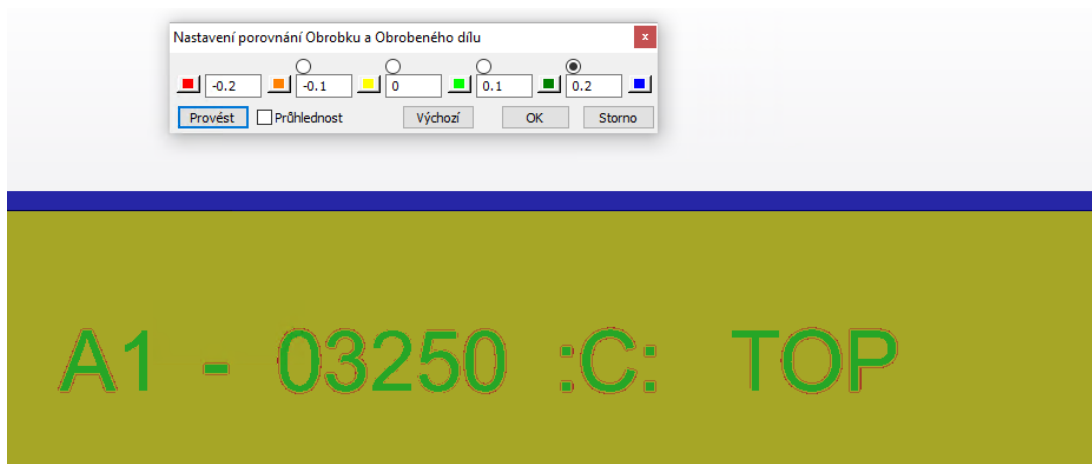 Nastavení porovnání Obrobku a Obrobeného dílu x
-0.2 -0.1 0 0.1 0.2
Provést Průhlednost Výchozí OK Storno
A1 - 03250 :C: TOP